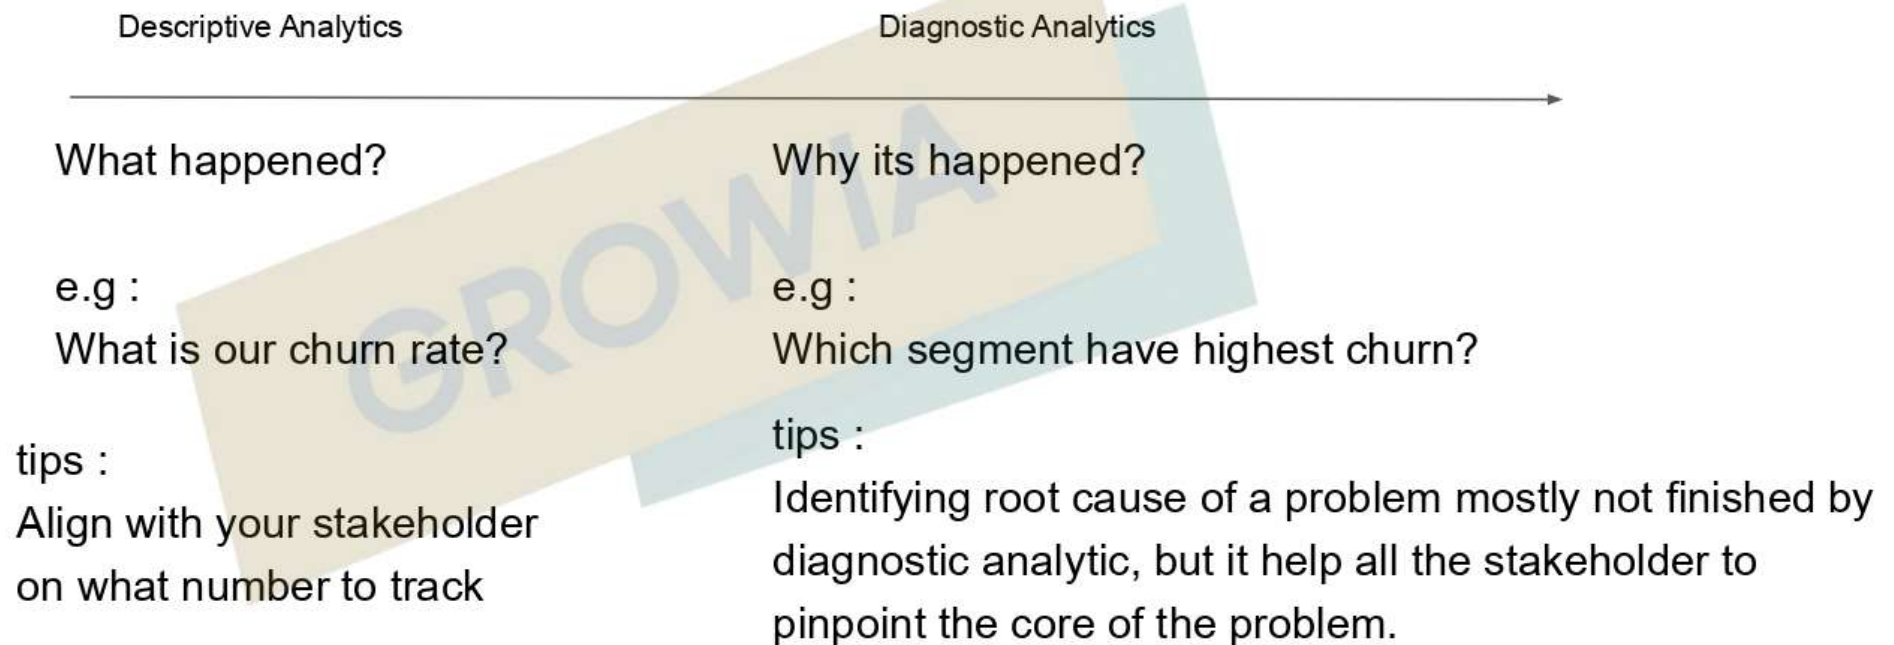 Descriptive Analytics
Diagnostic Analytics
What happened?
e.g :
What is our churn rate?
tips :
Align with your stakeholder
on what number to track
Why its happened?
e.g :
Which segment have highest churn?
tips :
Identifying root cause of a problem mostly not finished by
diagnostic analytic, but it help all the stakeholder to
pinpoint the core of the problem.
GROWIA